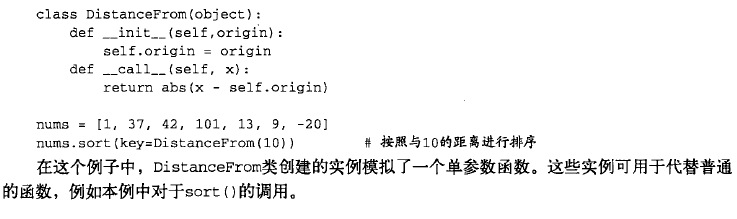 class DistanceFrom(object):
    def __init__(self,origin):
        self.origin = origin
    def __call__(self, x):
        return abs(x - self.origin)
nums = [1, 37, 42, 101, 13, 9, -20]
nums.sort(key=DistanceFrom(10))        # 按照与10的距离进行排序
在这个例子中，DistanceFrom类创建的实例模拟了一个单参数函数。这些实例可用于代替普通
的函数，例如本例中对于sort()的调用。